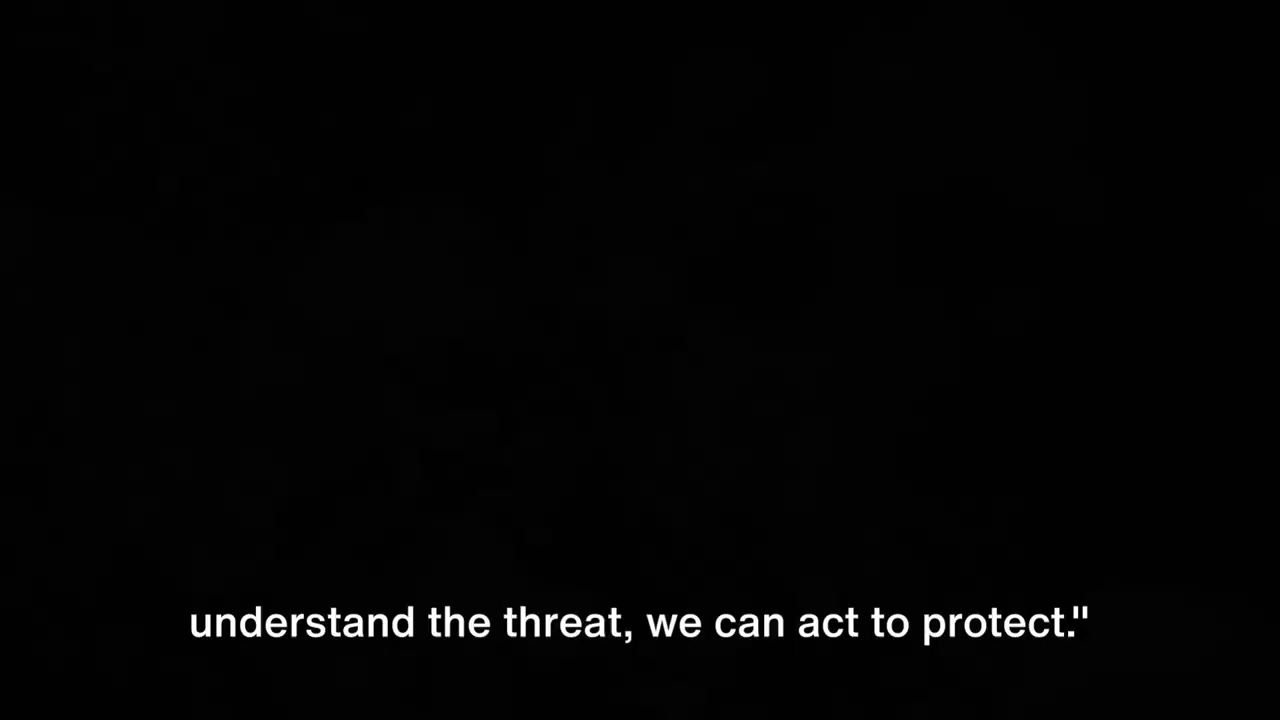 understand the threat, we can act to protect."